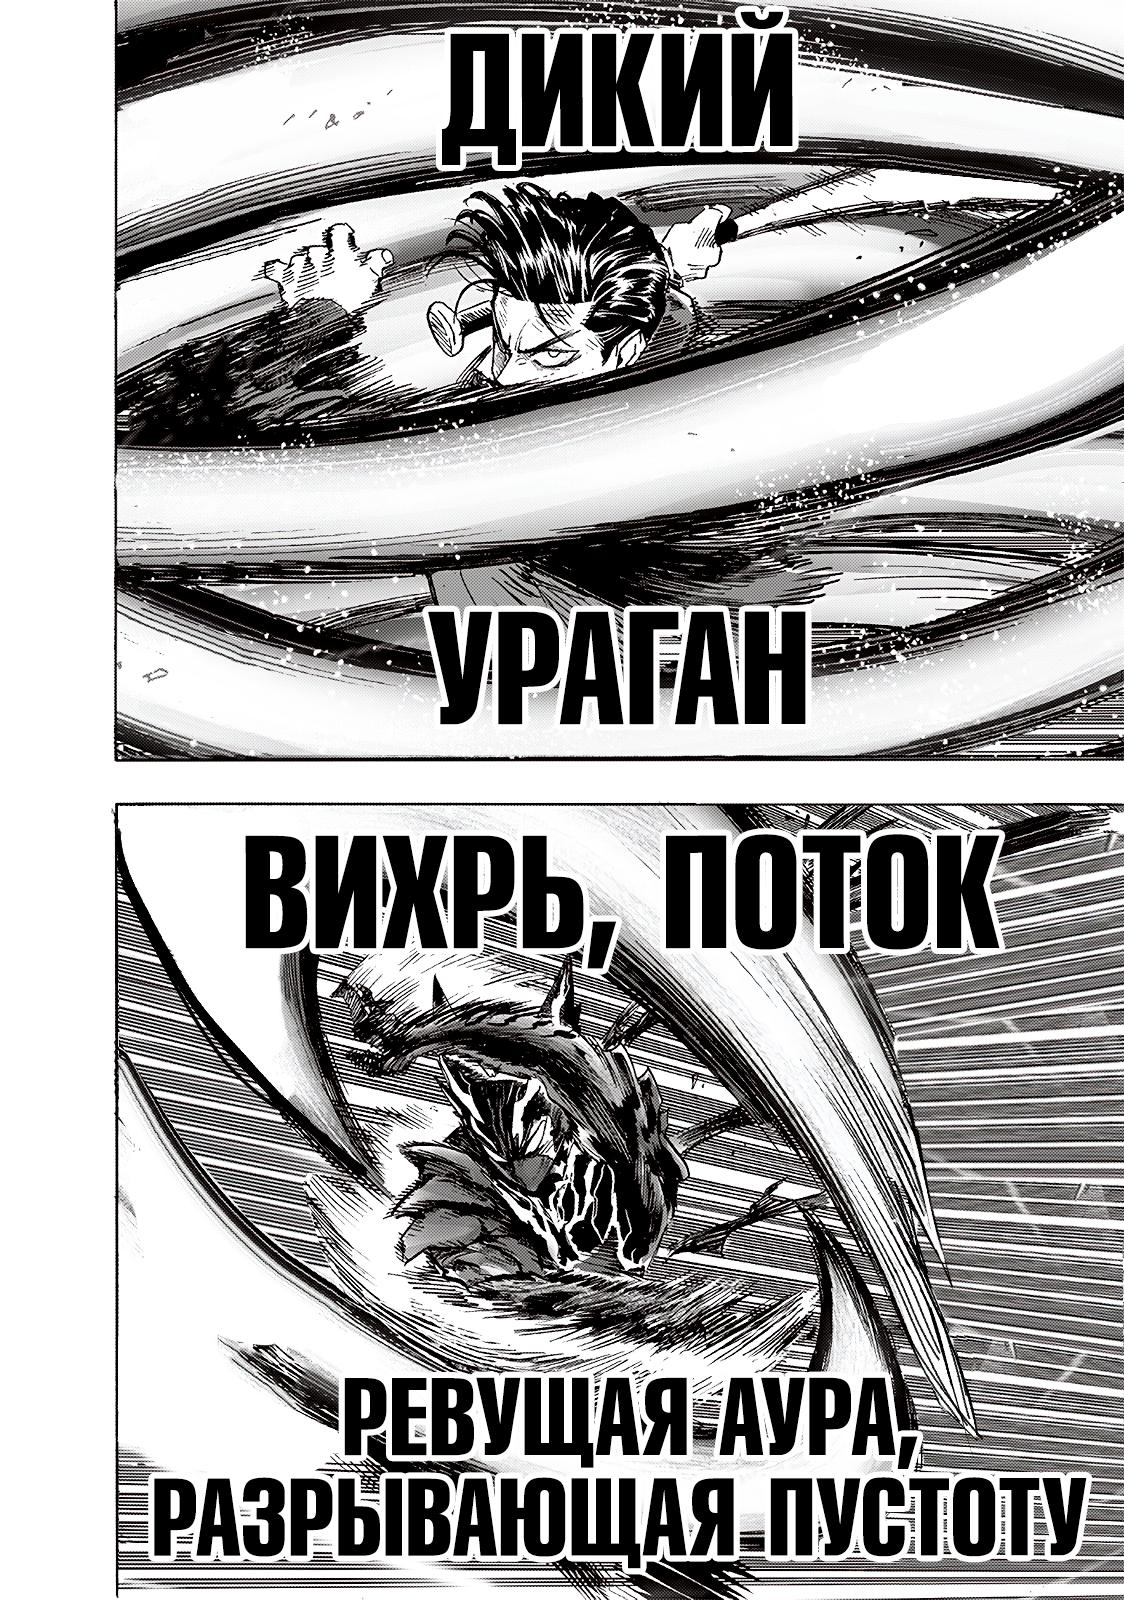 ДИКИЙ
УРАГАН
ВИХРЬ, ПОТОК
РЕВУЩАЯ АУРА,
РАЗРЫВАЮЩАЯ ПУСТОТУ